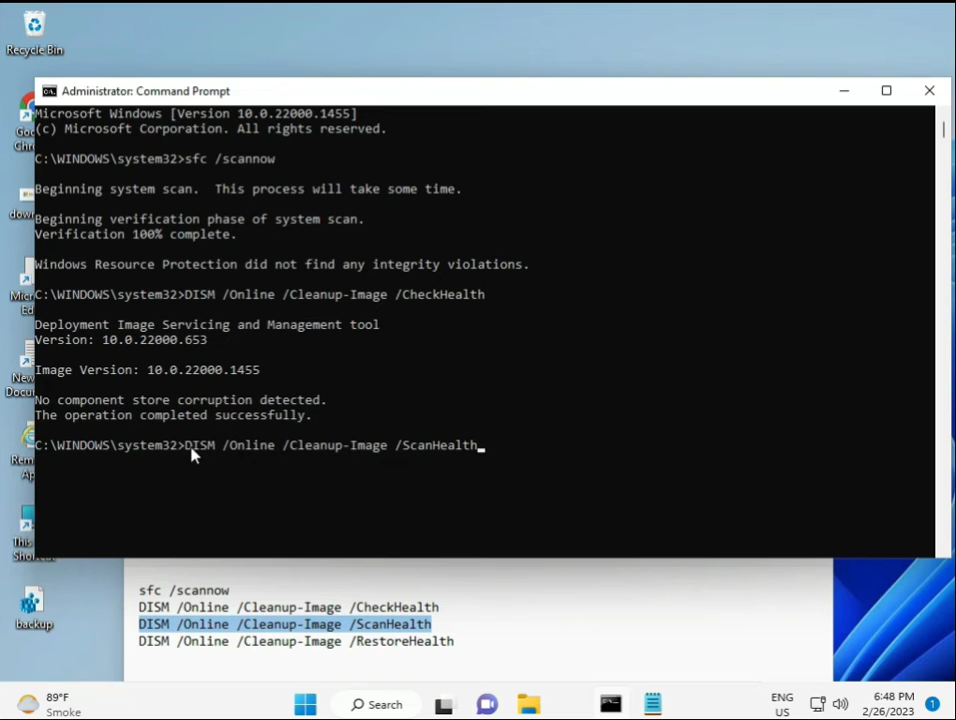 Recycle Bin
Administrator: Command Prompt
Microsoft Windows [Version 10.0.22000.1455]
(c) Microsoft Corporation. All rights reserved.
C:\WINDOWS\system32>sfc /scannow
Beginning system scan.  This process will take some time.
Beginning verification phase of system scan.
Verification 100% complete.
Windows Resource Protection did not find any integrity violations.
C:\WINDOWS\system32>DISM /Online /Cleanup-Image /CheckHealth
Deployment Image Servicing and Management tool
Version: 10.0.22000.653
Image Version: 10.0.22000.1455
No component store corruption detected.
The operation completed successfully.
C:\WINDOWS\system32>DISM /Online /Cleanup-Image /ScanHealth
sfc /scannow
DISM /Online /Cleanup-Image /CheckHealth
DISM /Online /Cleanup-Image /ScanHealth
DISM /Online /Cleanup-Image /RestoreHealth
backup
89°F
Smoke
Search
ENG
US
6:48 PM
2/26/2023
1